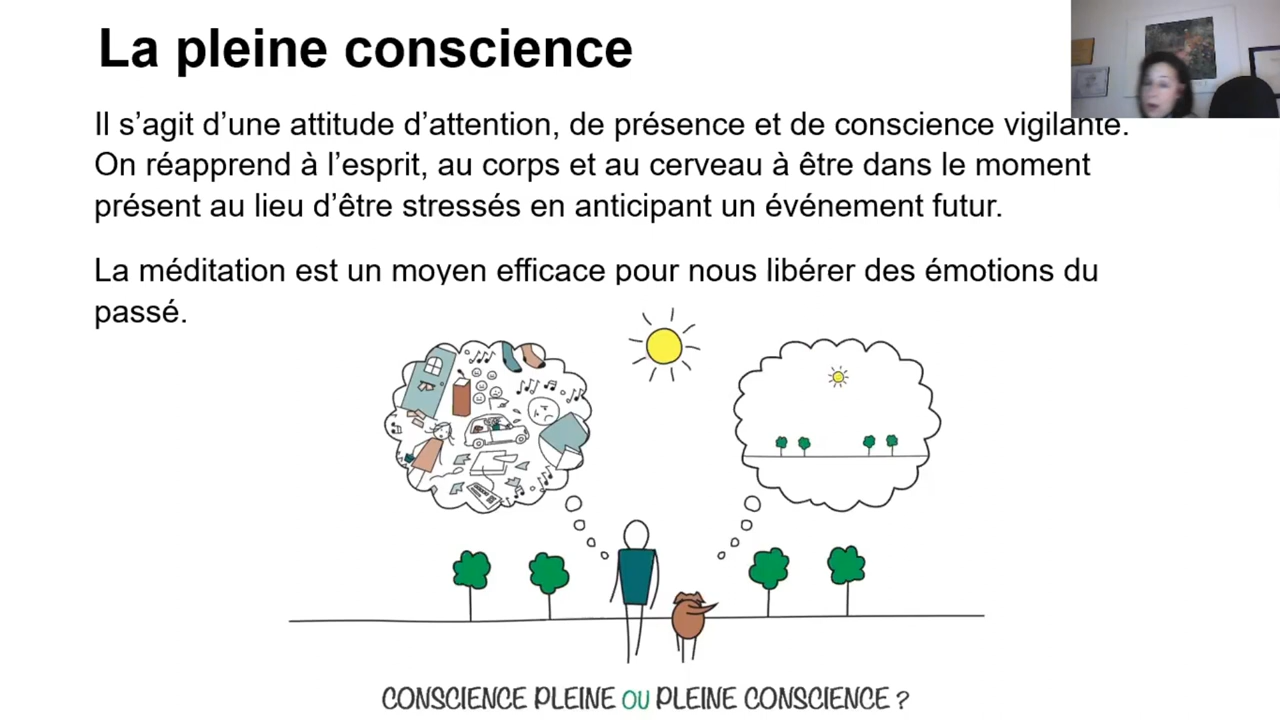 La pleine conscience
Il s’agit d’une attitude d’attention, de présence et de conscience vigilante.
On réapprend à l’esprit, au corps et au cerveau à être dans le moment
présent au lieu d’être stressés en anticipant un événement futur.
La méditation est un moyen efficace pour nous libérer des émotions du
passé.
CONSCIENCE PLEINE OU PLEINE CONSCIENCE ?